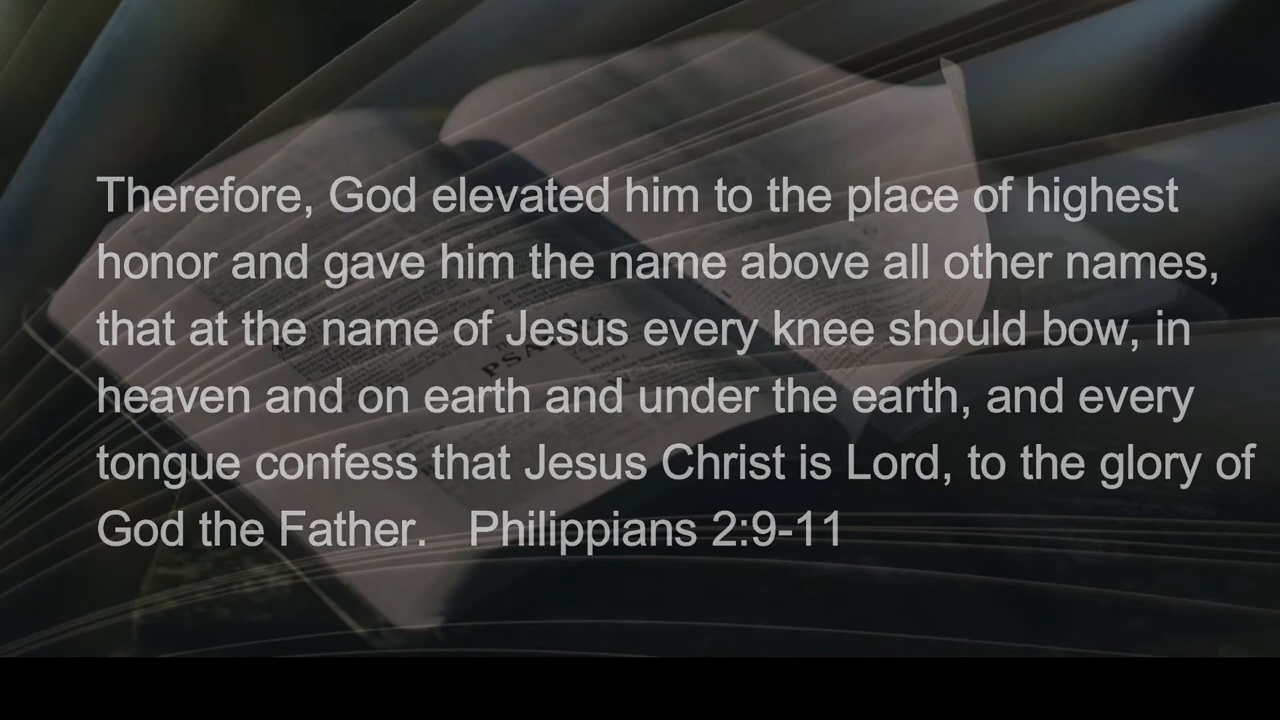 Therefore, God elevated him to the place of highest
honor and gave him the name above all other names,
that at the name of Jesus every knee should bow, in
heaven and on earth and under the earth, and every
tongue confess that Jesus Christ is Lord, to the glory of
God the Father. Philippians 2:9-11
PSALMS